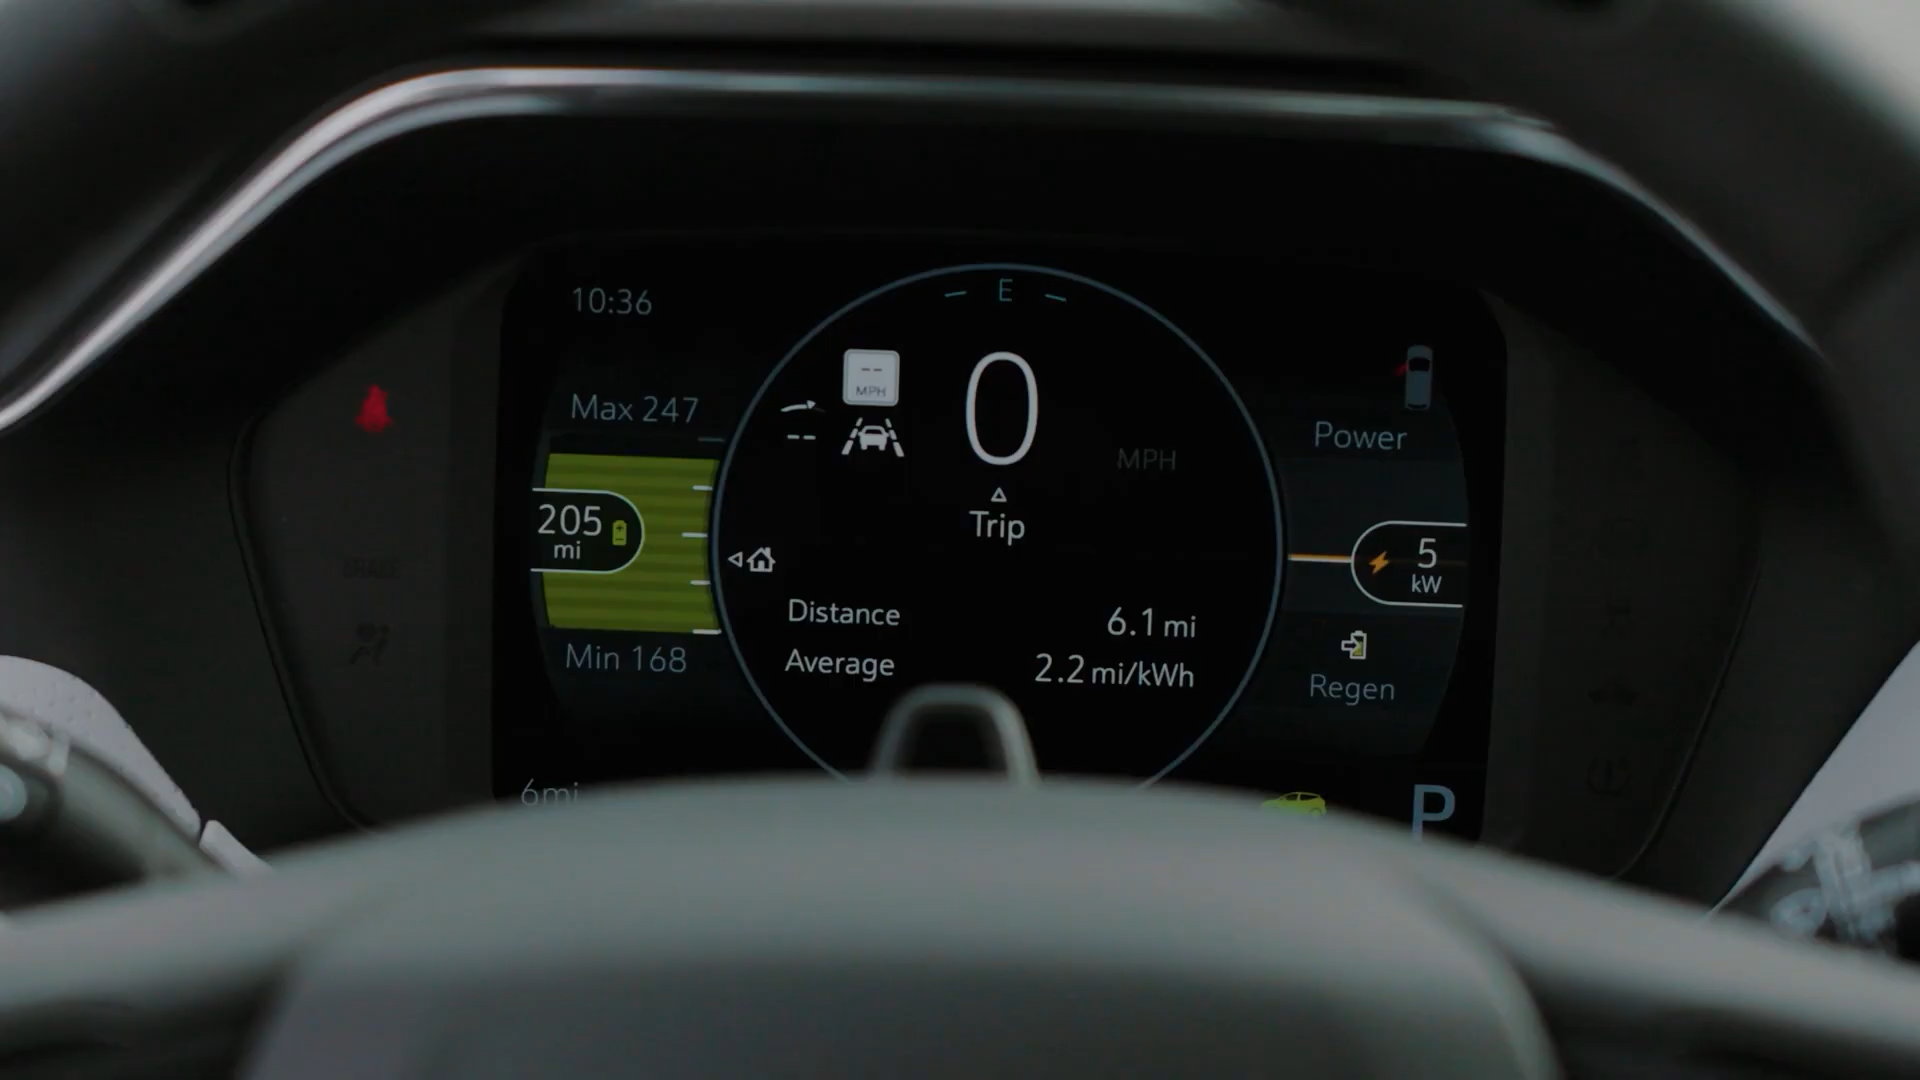 E
10:36
--
MPH
0
Max 247
Power
MPH
--
205
mi
Trip
5
kW
Distance 6.1 mi
Average 2.2 mi/kWh
Min 168
Regen
6mi
P